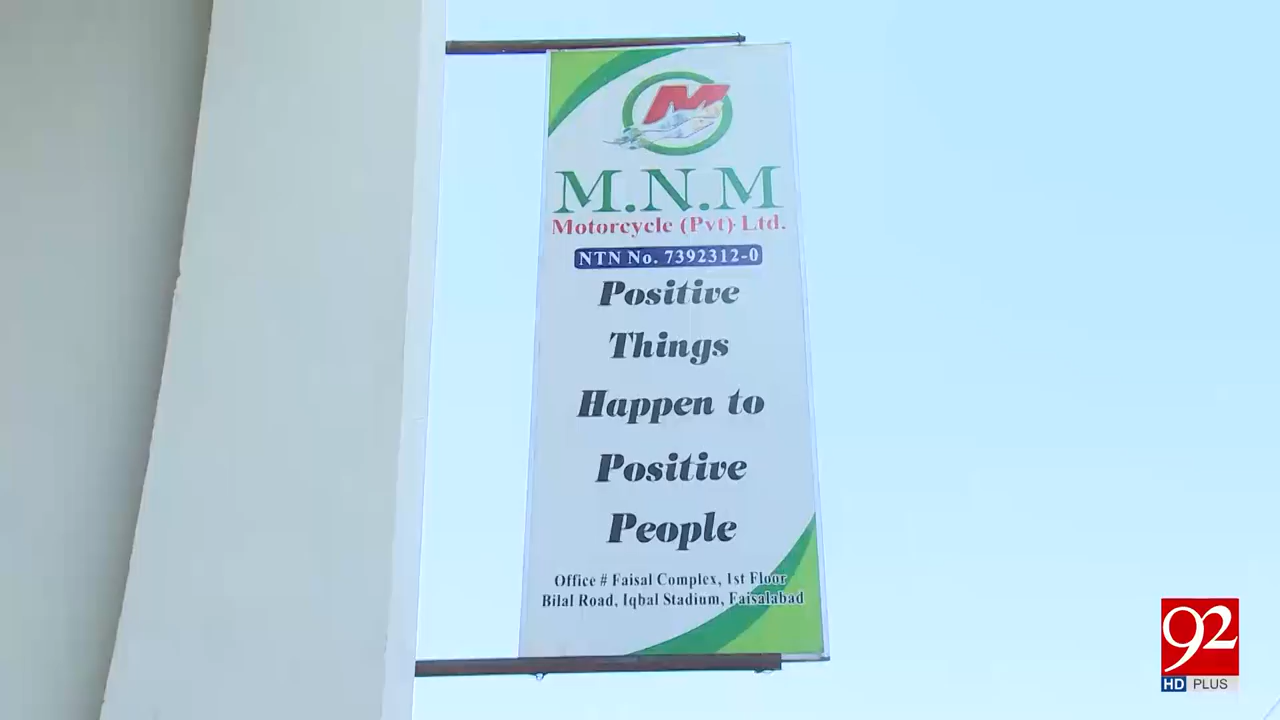 M
M.N.M
Motorcycle (Pvt) Ltd.
NTN No. 7392312-0
Positive
Things
Happen to
Positive
People
Office # Faisal Complex, 1st Floor
Bilal Road, Iqbal Stadium, Faisalabad
92
HD PLUS